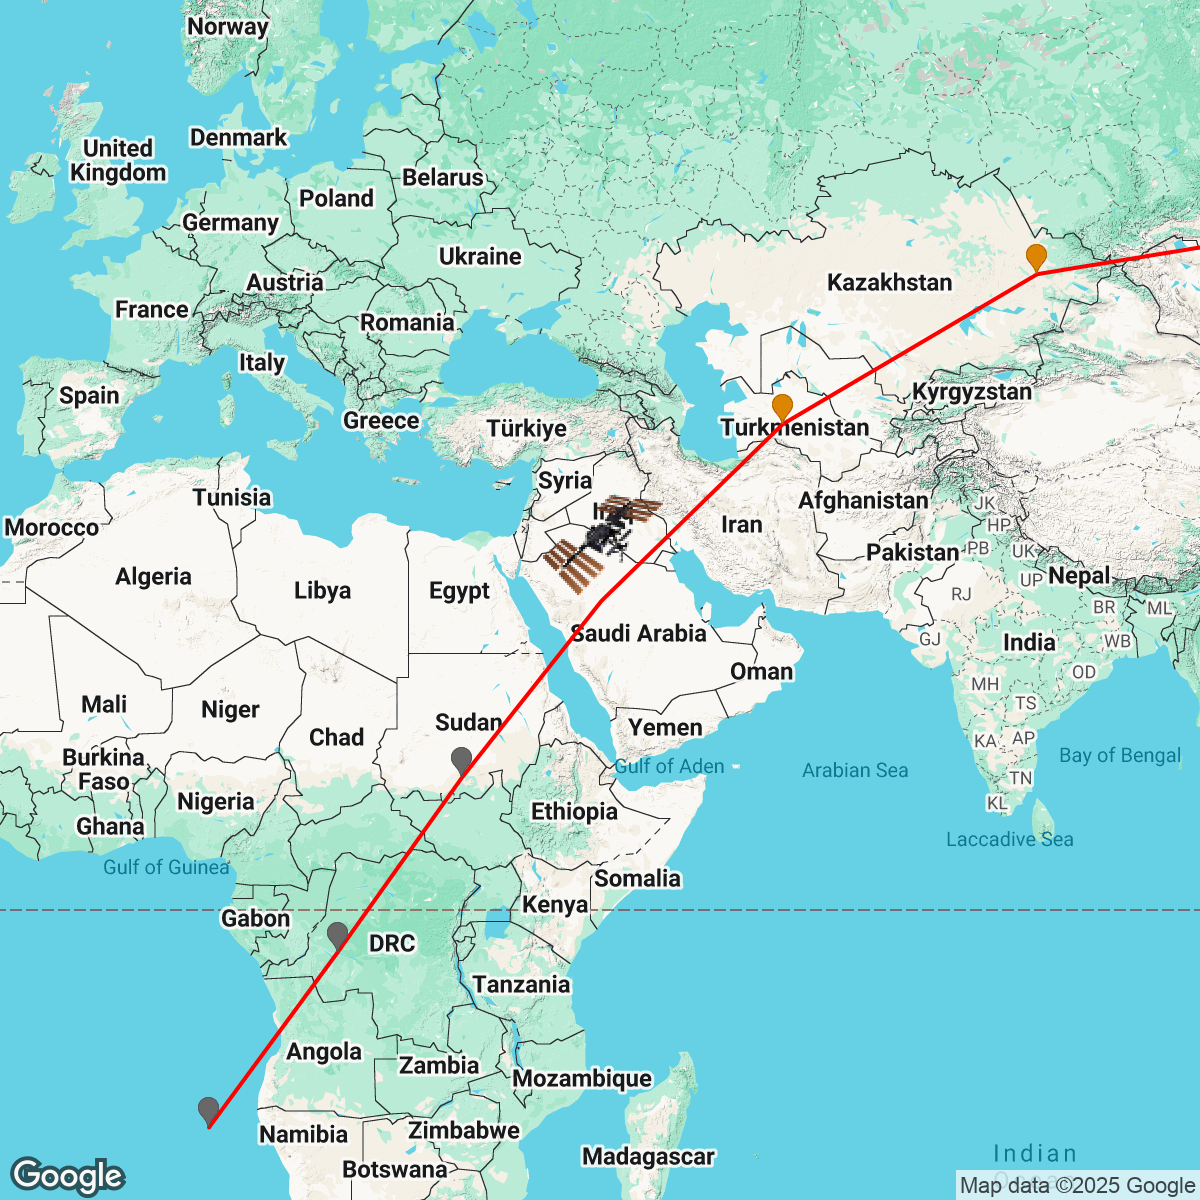 Norway
Denmark
United
Kingdom
Belarus
Poland
Germany
Ukraine
Austria
Kazakhstan
France
Romania
Italy
Spain
Kyrgyzstan
Greece
Türkiye
Turkmenistan
Syria
Tunisia
Afghanistan
JK
Morocco
Iran
HP
Pakistan
PB
UK
Algeria
Nepal
UP
Libya
Egypt
RJ
BR
ML
Saudi Arabia
GJ
India
WB
Oman
OD
MH
Mali
Niger
TS
Sudan
Yemen
Chad
KA
AP
Burkina
Faso
Bay of Bengal
Gulf of Aden
Arabian Sea
TN
Nigeria
KL
Ethiopia
Ghana
Laccadive Sea
Gulf of Guinea
Somalia
Kenya
Gabon
DRC
Tanzania
Angola
Zambia
Mozambique
Zimbabwe
Namibia
Madagascar
Indian
Botswana
Google
Map data ©2025 Google